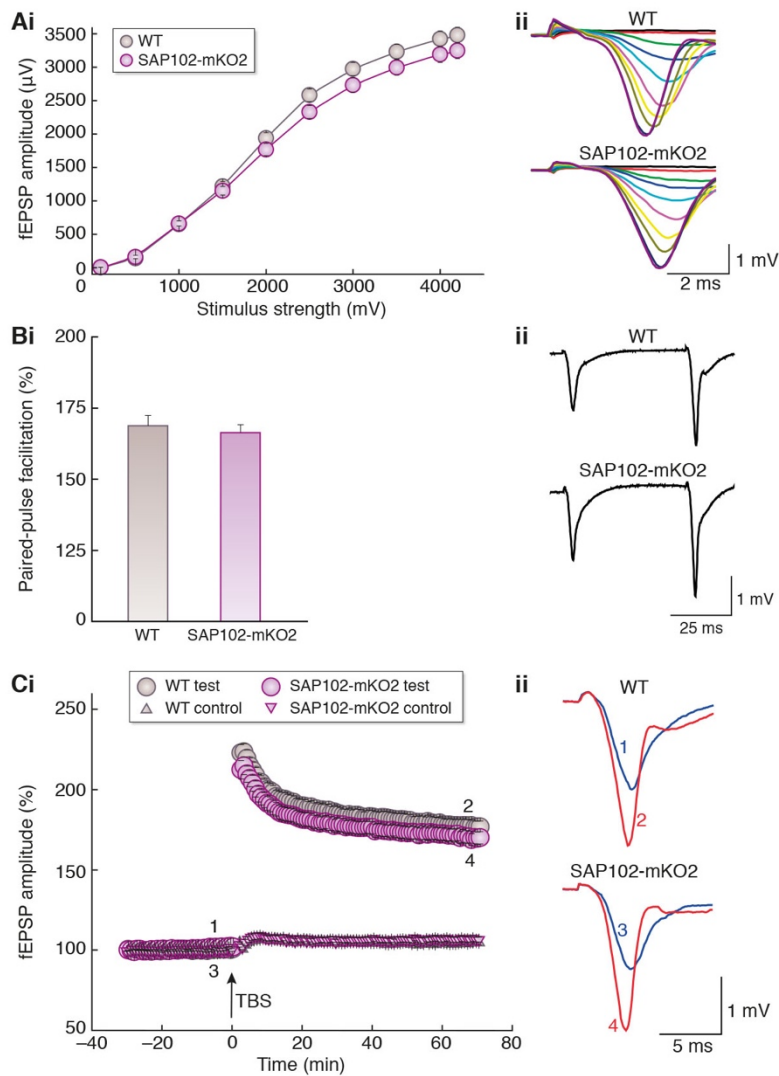 Ai
WT
SAP102-mKO2
fEPSP amplitude (µV)
3500
3000
2500
2000
1500
1000
500
0
0
1000
2000
3000
4000
Stimulus strength (mV)
ii
WT
SAP102-mKO2
1 mV
2 ms
Bi
Paired-pulse facilitation (%)
200
175
150
125
0
WT
SAP102-mKO2
ii
WT
SAP102-mKO2
1 mV
25 ms
Ci
WT test
SAP102-mKO2 test
WT control
SAP102-mKO2 control
fEPSP amplitude (%)
250
200
150
100
50
2
4
1
3
TBS
−40
−20
0
20
40
60
80
Time (min)
ii
WT
1
2
SAP102-mKO2
3
4
1 mV
5 ms